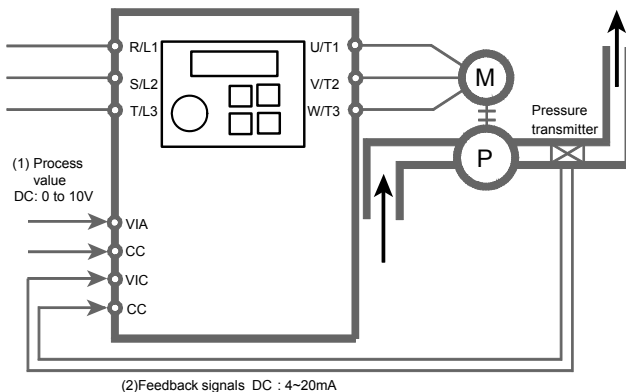 R/L1
S/L2
T/L3
U/T1
V/T2
W/T3
M
P
Pressure
transmitter
(1) Process
value
DC: 0 to 10V
VIA
CC
VIC
CC
(2)Feedback signals DC : 4~20mA